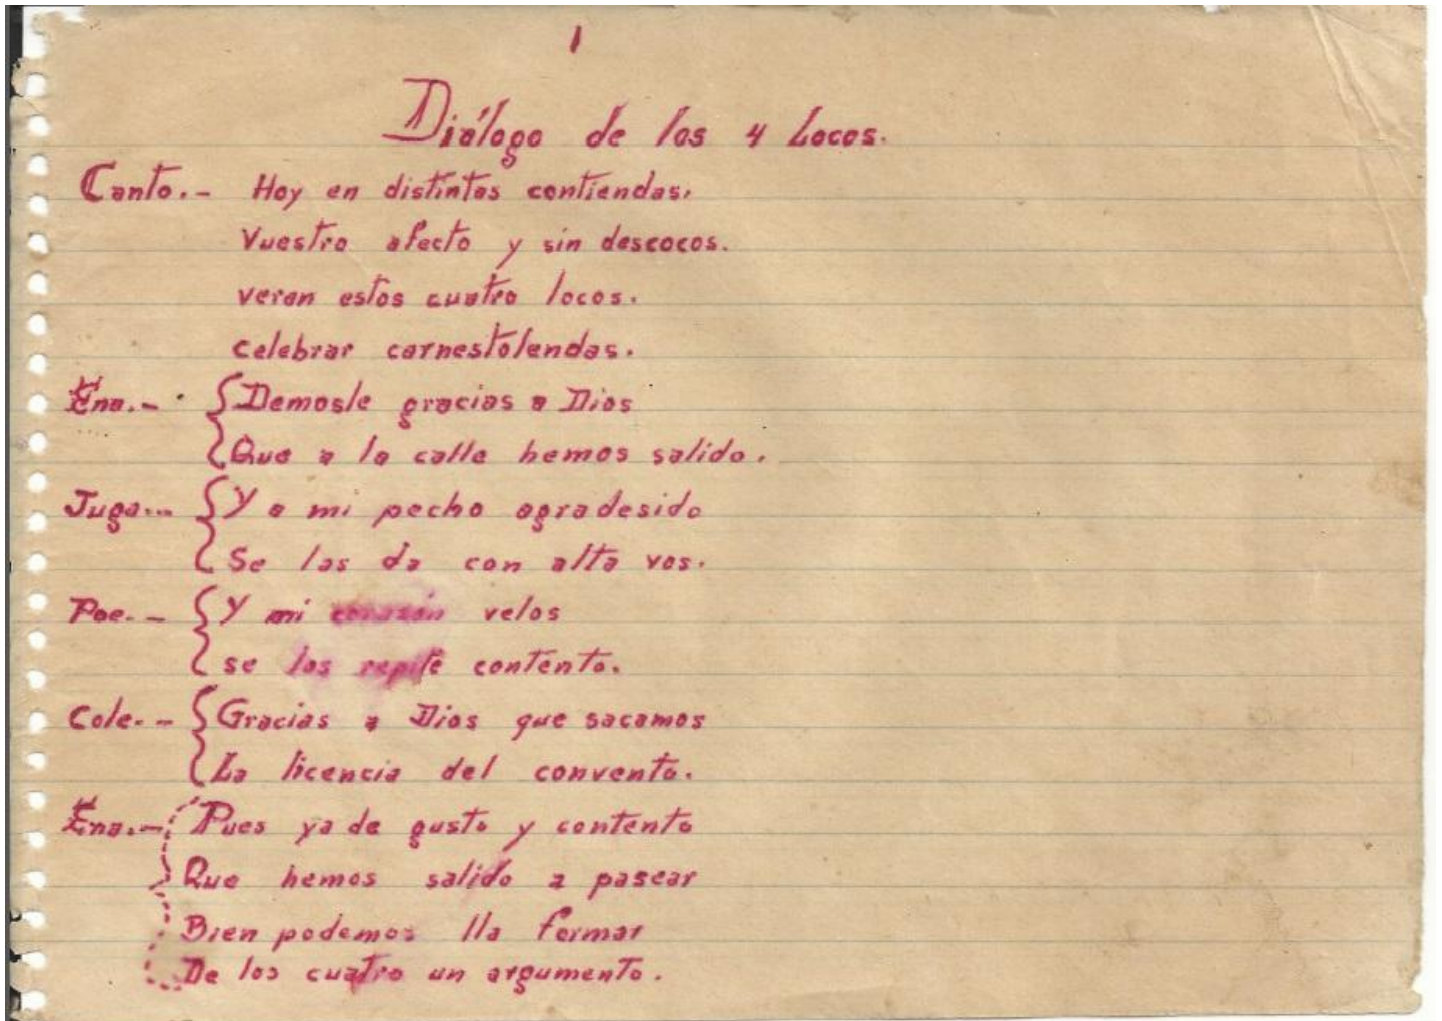 1
Diálogo de los 4 Locos.
Canto.- Hoy en distintas contiendas,
Vuestro afecto y sin descocos.
veran estos cuatro locos.
celebrar carnestolendas.
Ena.- Demosle gracias a Dios
Que a la calle hemos salido.
Juga.- Y a mi pecho agradesido
Se las da con alta vos.
Poe.- Y mi corazón velos
se las repite contento.
Cole.- Gracias a Dios que sacamos
La licencia del convento.
Ena.- Pues ya de gusto y contento
Que hemos salido a pasear
Bien podemos lla formar
De los cuatro un argumento.